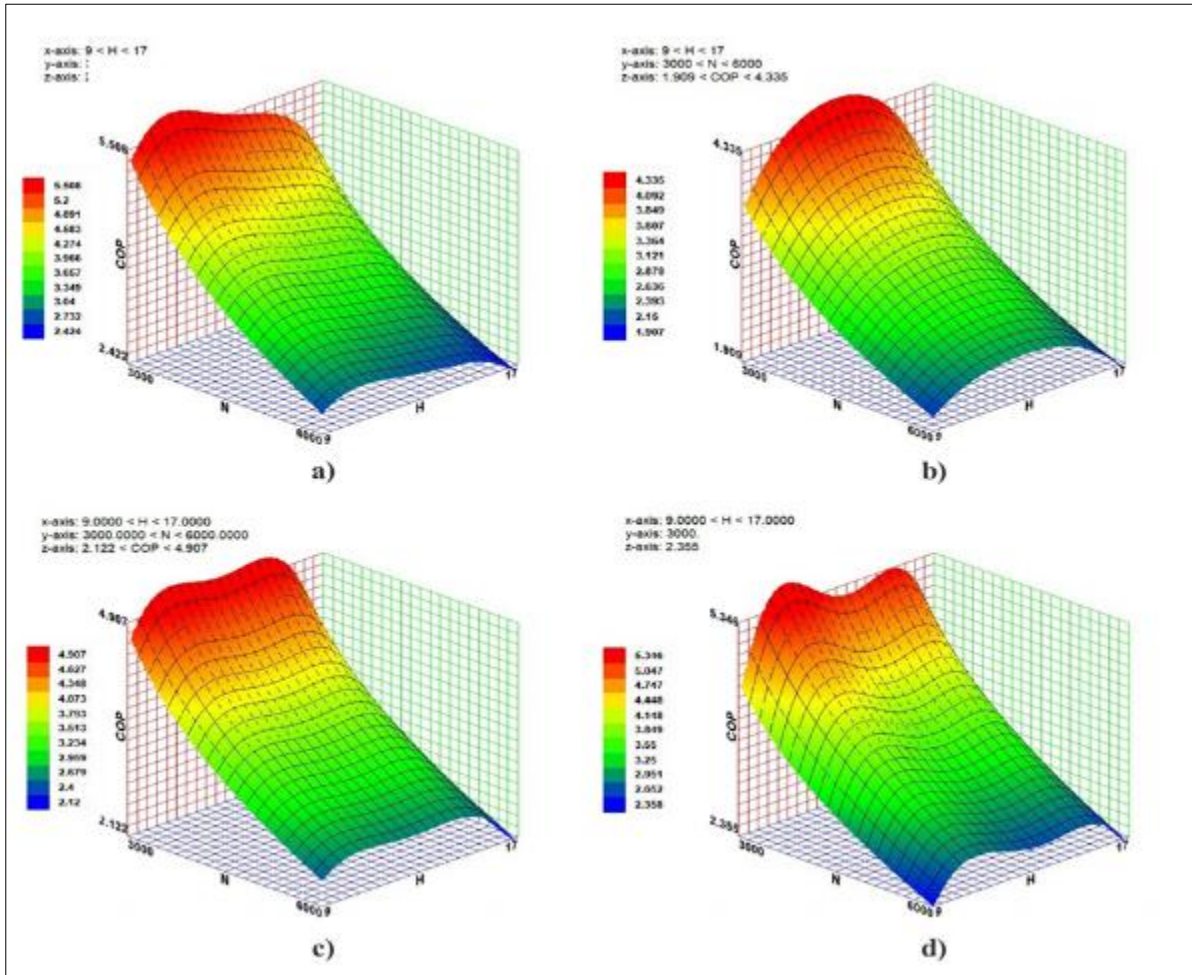 x-axis: 9 < H < 17
y-axis: :
z-axis: :
5.506
COP
2.422
3000
N
6000
9
H
17
5.506
5.2
4.891
4.583
4.274
3.966
3.657
3.349
3.04
2.732
2.424
a)
x-axis: 9 < H < 17
y-axis: 3000 < N < 6000
z-axis: 1.909 < COP < 4.335
4.335
COP
1.909
3000
N
6000
9
H
17
4.335
4.092
3.849
3.607
3.364
3.121
2.878
2.636
2.393
2.15
1.907
b)
x-axis: 9.0000 < H < 17.0000
y-axis: 3000.0000 < N < 6000.0000
z-axis: 2.122 < COP < 4.907
4.907
COP
2.122
3000
N
6000
9
H
17
4.907
4.627
4.348
4.073
3.793
3.513
3.234
2.959
2.679
2.4
2.12
c)
x-axis: 9.0000 < H < 17.0000
y-axis: 3000.
z-axis: 2.355
5.346
COP
2.355
3000
N
6000
9
H
17
5.346
5.047
4.747
4.448
4.148
3.849
3.55
3.25
2.951
2.652
2.358
d)